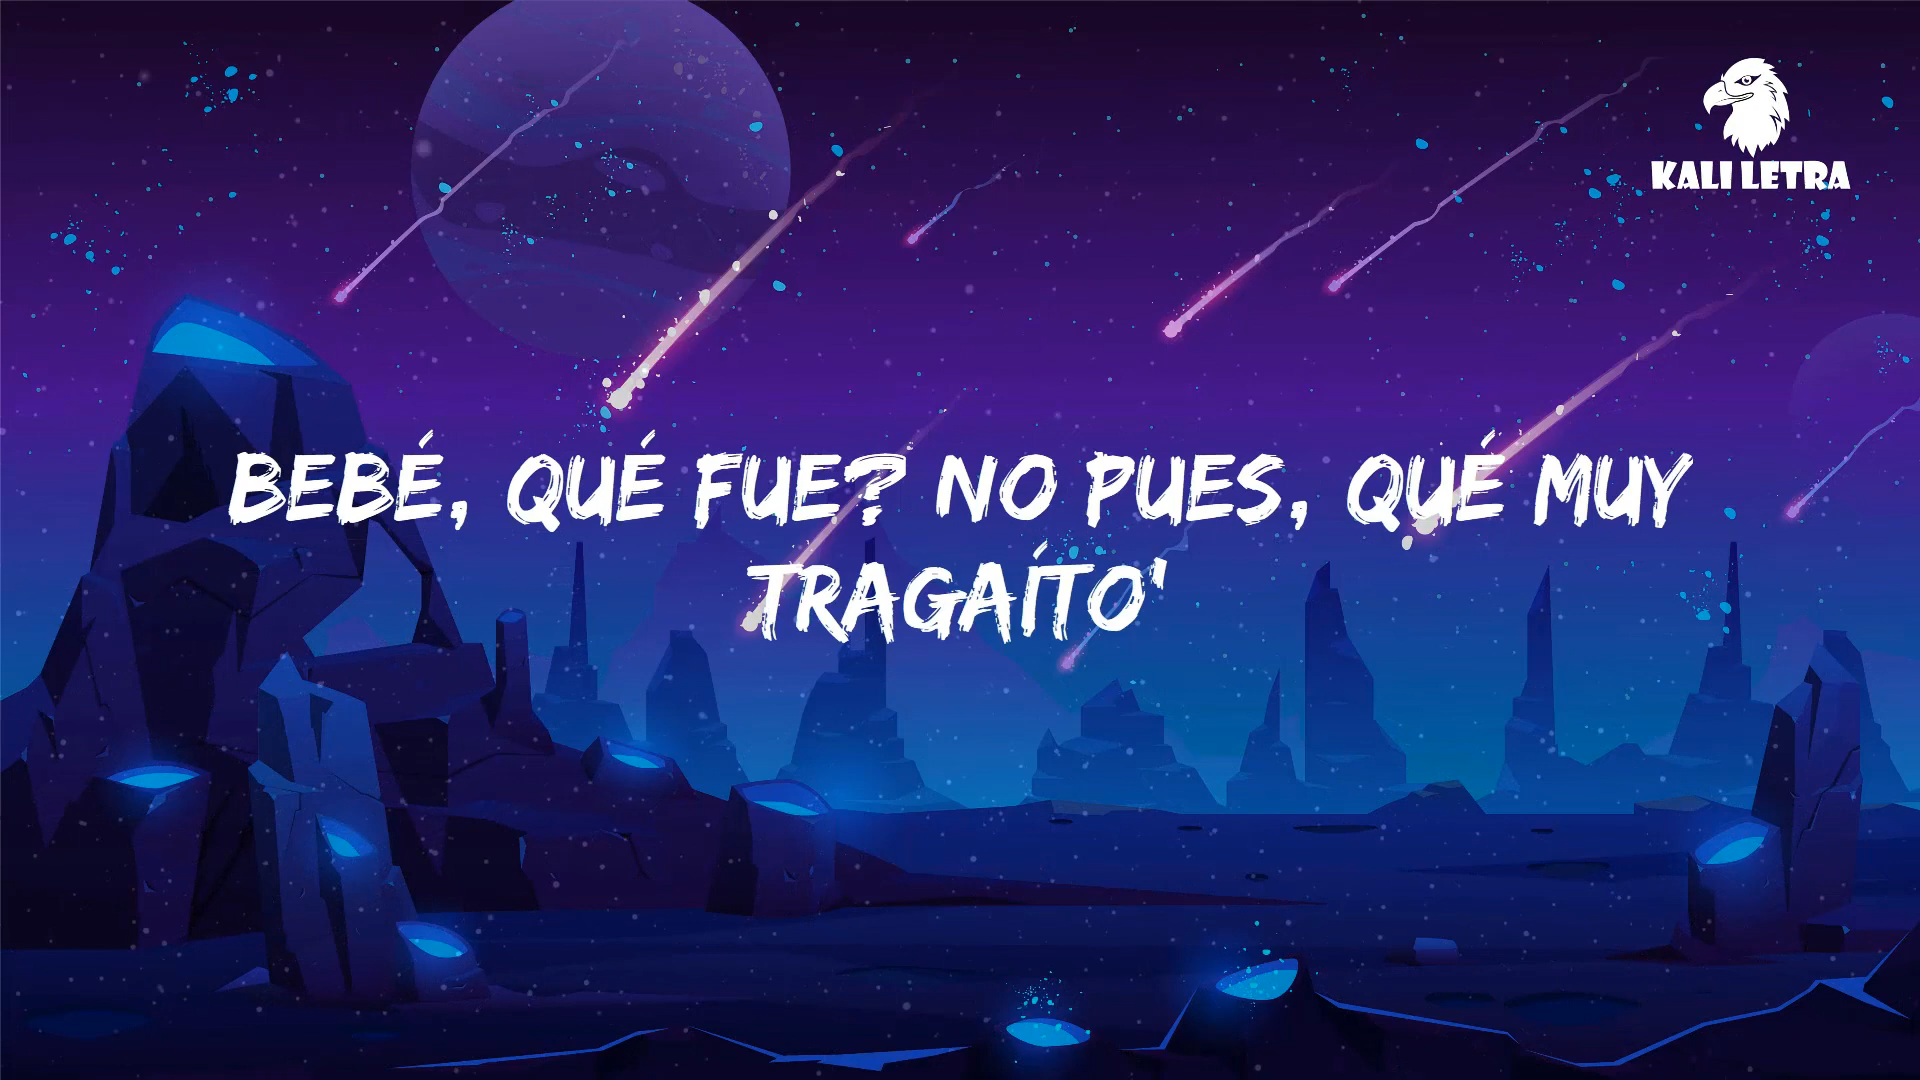 KALI LETRA
BEBÉ, QUÉ FUE? NO PUES, QUÉ MUY
TRAGAÍTO'